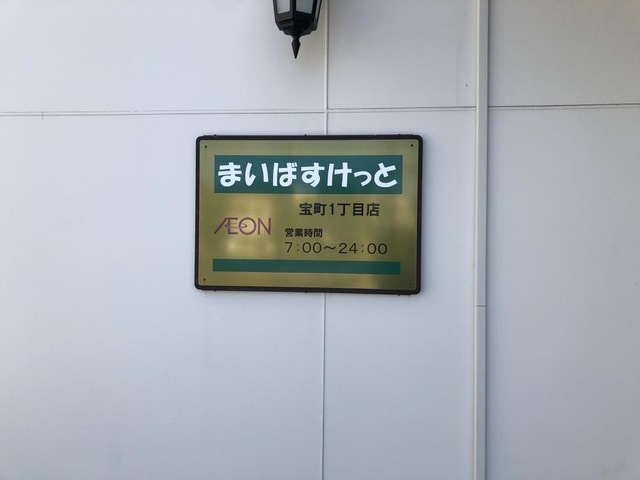 まいばすけっと
宝町1丁目店
ÆON
営業時間
7:00〜24:00